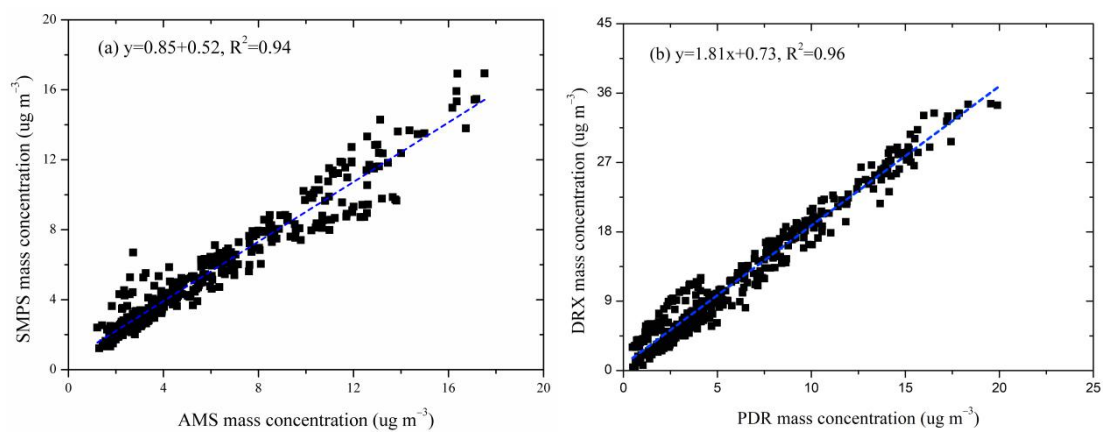 (a) y=0.85+0.52, R²=0.94
SMPS mass concentration (ug m⁻³)
20
16
12
8
4
0
0 4 8 12 16 20
AMS mass concentration (ug m⁻³)
(b) y=1.81x+0.73, R²=0.96
DRX mass concentration (ug m⁻³)
45
36
27
18
9
0
0 5 10 15 20 25
PDR mass concentration (ug m⁻³)